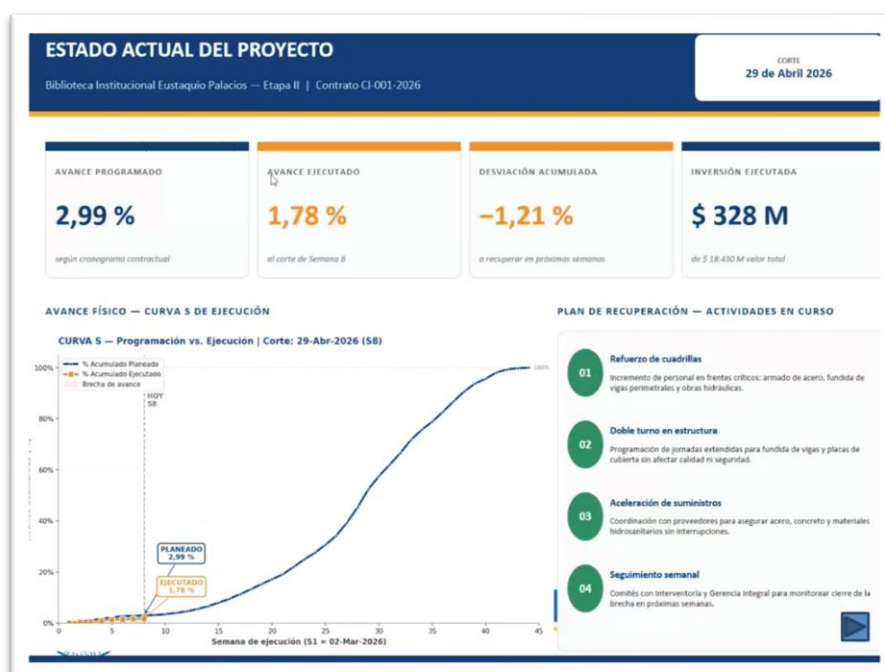 ESTADO ACTUAL DEL PROYECTO
Biblioteca Institucional Eustaquio Palacios — Etapa II | Contrato CI-001-2026
CORTE
29 de Abril 2026
AVANCE PROGRAMADO
2,99 %
según cronograma contractual
AVANCE EJECUTADO
1,78 %
al corte de Semana 8
DESVIACIÓN ACUMULADA
−1,21 %
a recuperar en próximas semanas
INVERSIÓN EJECUTADA
$ 328 M
de $ 18.430 M valor total
AVANCE FÍSICO — CURVA S DE EJECUCIÓN
CURVA S — Programación vs. Ejecución | Corte: 29-Abr-2026 (S8)
% Acumulado Planeado
% Acumulado Ejecutado
Brecha de avance
HOY
S8
100%
100%
80%
60%
40%
20%
0%
PLANEADO
2,99 %
EJECUTADO
1,78 %
0 5 10 15 20 25 30 35 40 45
Semana de ejecución (S1 = 02-Mar-2026)
PLAN DE RECUPERACIÓN — ACTIVIDADES EN CURSO
01
Refuerzo de cuadrillas
Incremento de personal en frentes críticos: armado de acero, fundida de
vigas perimetrales y obras hidráulicas.
02
Doble turno en estructura
Programación de jornadas extendidas para fundida de vigas y placas de
cubierta sin afectar calidad ni seguridad.
03
Aceleración de suministros
Coordinación con proveedores para asegurar acero, concreto y materiales
hidrosanitarios sin interrupciones.
04
Seguimiento semanal
Comités con Interventoría y Gerencia Integral para monitorear cierre de la
brecha en próximas semanas.